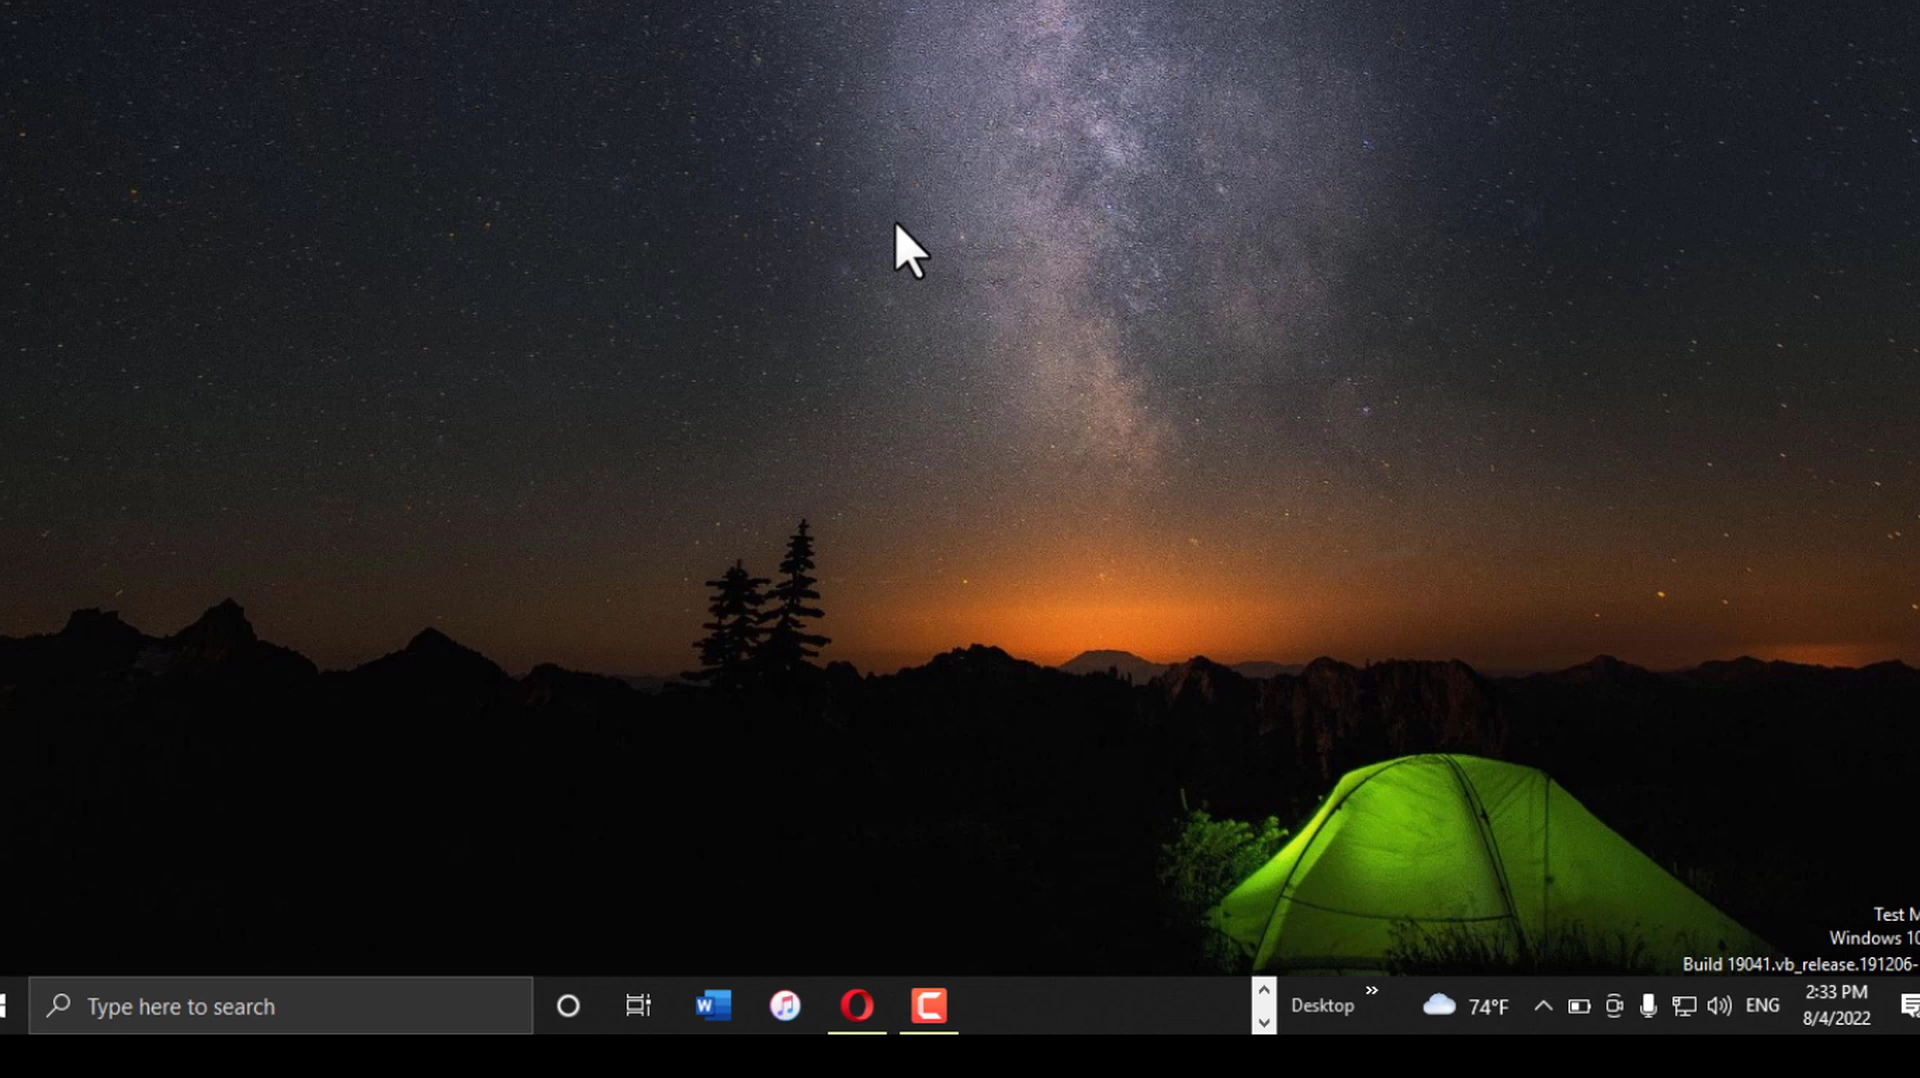 Test M
Windows 10
Build 19041.vb_release.191206-
Type here to search
Desktop
74°F
ENG
2:33 PM
8/4/2022